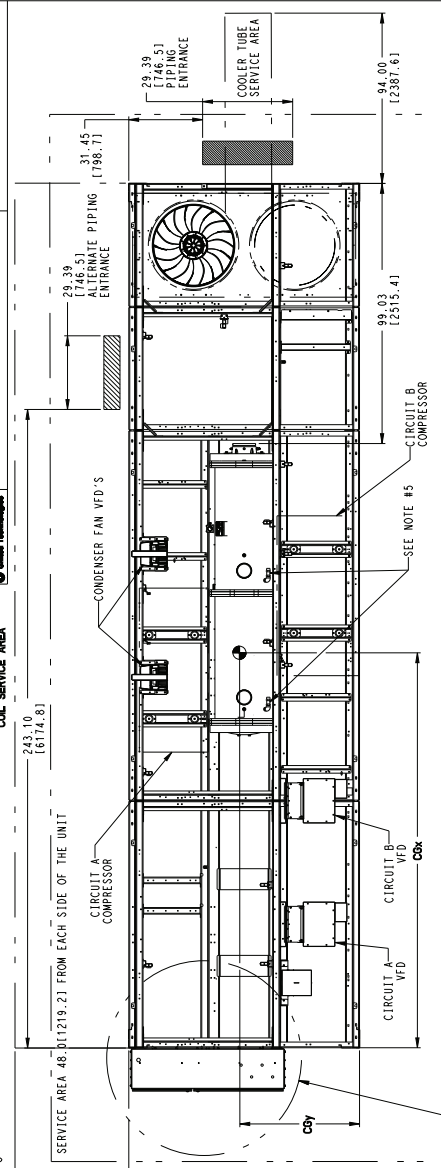 COIL SERVICE AREA
243.10
[6174.8]
SERVICE AREA 48.0[1219.2] FROM EACH SIDE OF THE UNIT
29.39
[746.5]
ALTERNATE PIPING
ENTRANCE
31.45
[798.7]
29.39
[746.5]
PIPING
ENTRANCE
COOLER TUBE
SERVICE AREA
94.00
[2387.6]
99.03
[2515.4]
CONDENSER FAN VFD'S
CIRCUIT A
COMPRESSOR
CIRCUIT B
COMPRESSOR
SEE NOTE #5
CIRCUIT A
VFD
CIRCUIT B
VFD
CGx
CGy